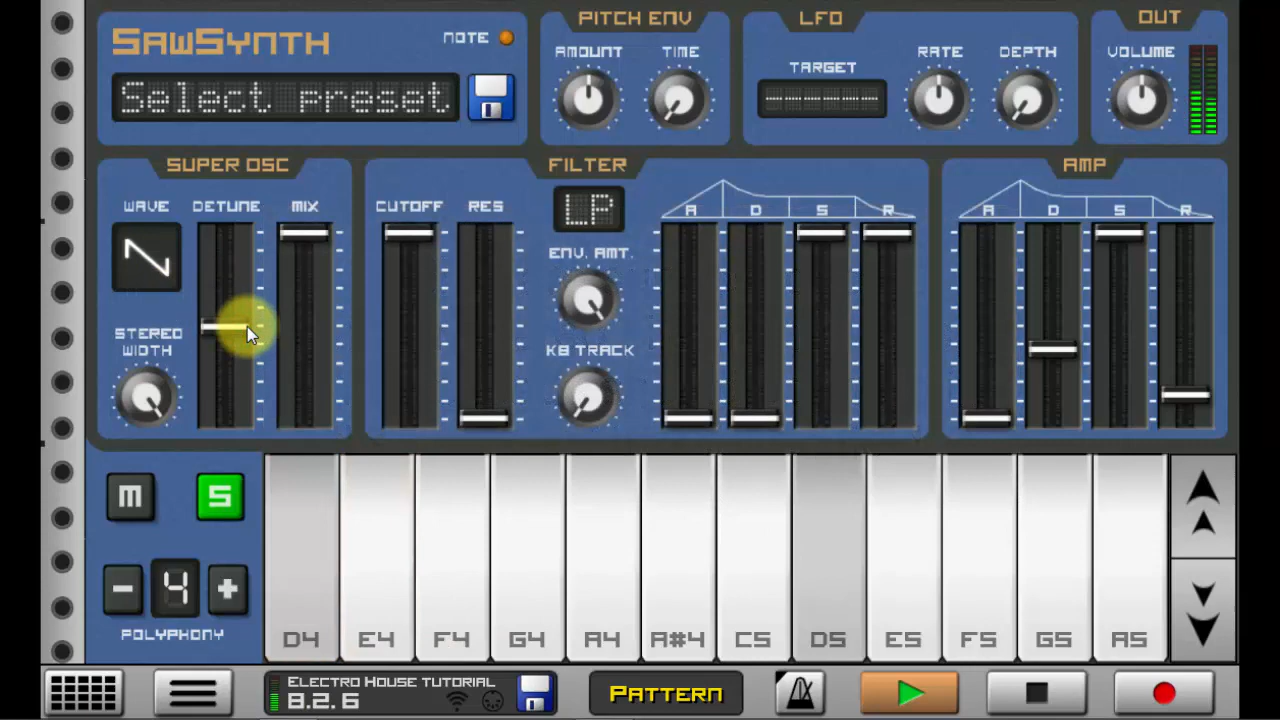 SawSynth
NOTE
Select preset
PITCH ENV
AMOUNT TIME
LFO
TARGET
------
RATE DEPTH
OUT
VOLUME
SUPER OSC
WAVE DETUNE MIX
STEREO
WIDTH
FILTER
CUTOFF RES
LP
ENV. AMT.
KB TRACK
A D S R
AMP
A D S R
M S
- 4 +
POLYPHONY
D4 E4 F4 G4 A4 A#4 C5 D5 E5 F5 G5 A5
ELECTRO HOUSE TUTORIAL
8.2.6
PATTERN